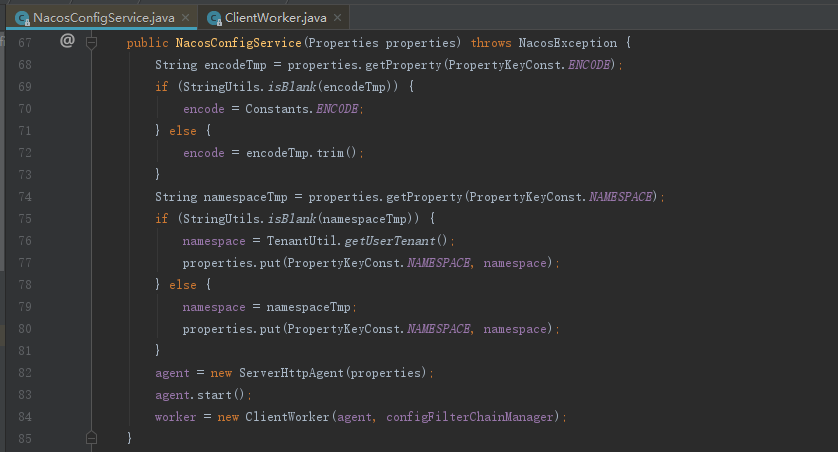 NacosConfigService.java × ClientWorker.java ×
67 @ public NacosConfigService(Properties properties) throws NacosException {
68 String encodeTmp = properties.getProperty(PropertyKeyConst.ENCODE);
69 if (StringUtils.isBlank(encodeTmp)) {
70 encode = Constants.ENCODE;
71 } else {
72 encode = encodeTmp.trim();
73 }
74 String namespaceTmp = properties.getProperty(PropertyKeyConst.NAMESPACE);
75 if (StringUtils.isBlank(namespaceTmp)) {
76 namespace = TenantUtil.getUserTenant();
77 properties.put(PropertyKeyConst.NAMESPACE, namespace);
78 } else {
79 namespace = namespaceTmp;
80 properties.put(PropertyKeyConst.NAMESPACE, namespace);
81 }
82 agent = new ServerHttpAgent(properties);
83 agent.start();
84 worker = new ClientWorker(agent, configFilterChainManager);
85 }